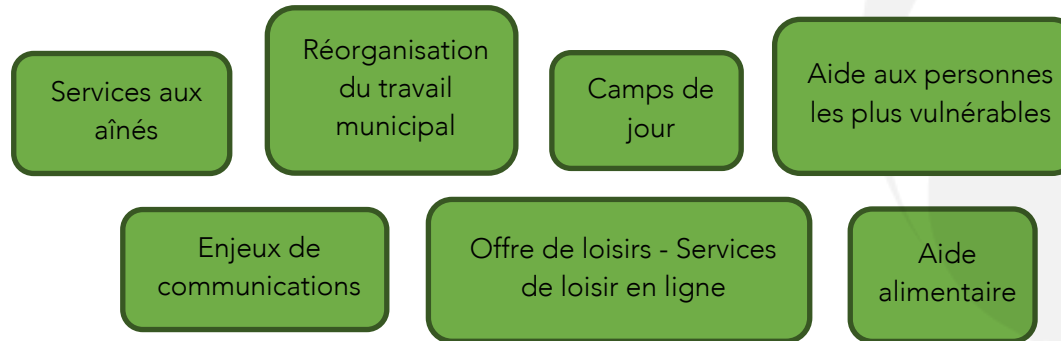 Services aux
aînés
Réorganisation
du travail
municipal
Camps de
jour
Aide aux personnes
les plus vulnérables
Enjeux de
communications
Offre de loisirs - Services
de loisir en ligne
Aide
alimentaire